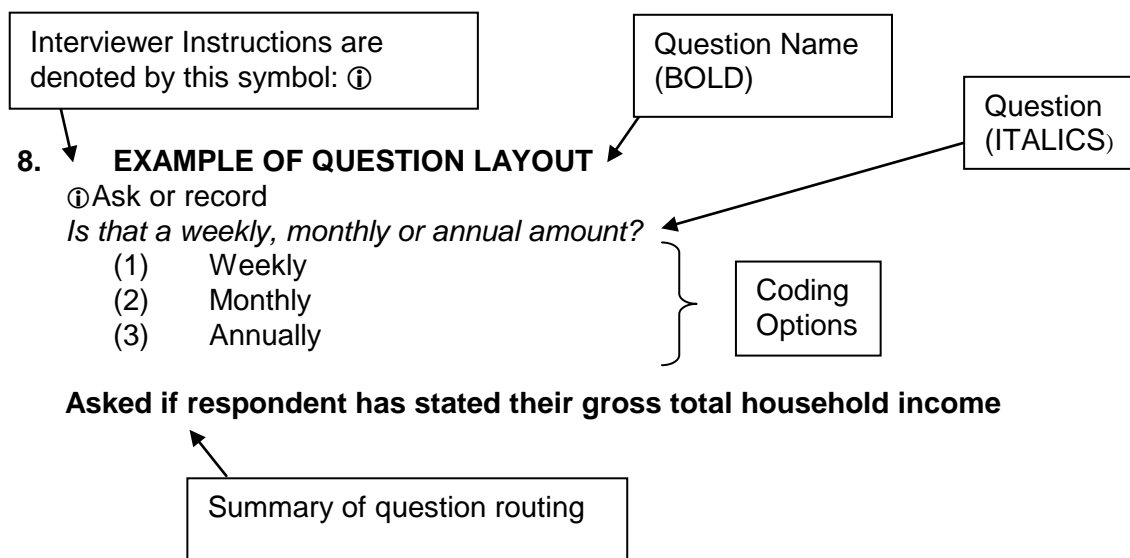 Interviewer Instructions are
denoted by this symbol: ⓘ
Question Name
(BOLD)
Question
(ITALICS)
8. EXAMPLE OF QUESTION LAYOUT
ⓘAsk or record
Is that a weekly, monthly or annual amount?
(1) Weekly
(2) Monthly
(3) Annually
Coding
Options
Asked if respondent has stated their gross total household income
Summary of question routing